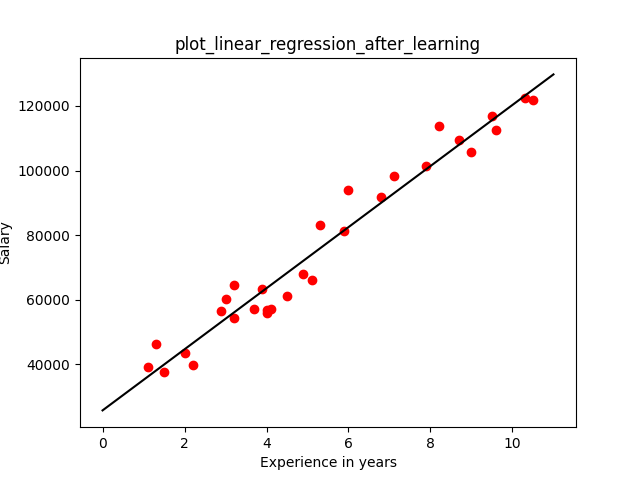 plot_linear_regression_after_learning
120000
100000
80000
60000
40000
Salary
0 2 4 6 8 10
Experience in years